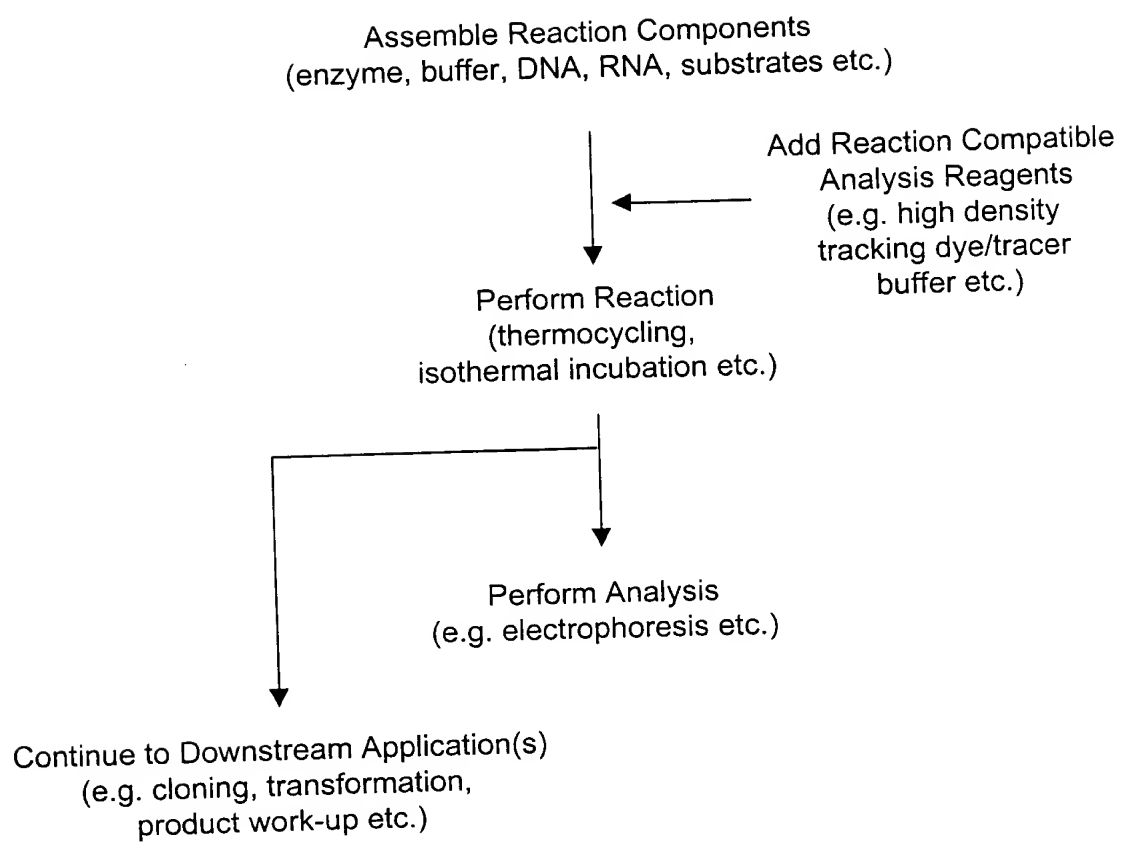 Assemble Reaction Components
(enzyme, buffer, DNA, RNA, substrates etc.)
Add Reaction Compatible
Analysis Reagents
(e.g. high density
tracking dye/tracer
buffer etc.)
Perform Reaction
(thermocycling,
isothermal incubation etc.)
Perform Analysis
(e.g. electrophoresis etc.)
Continue to Downstream Application(s)
(e.g. cloning, transformation,
product work-up etc.)